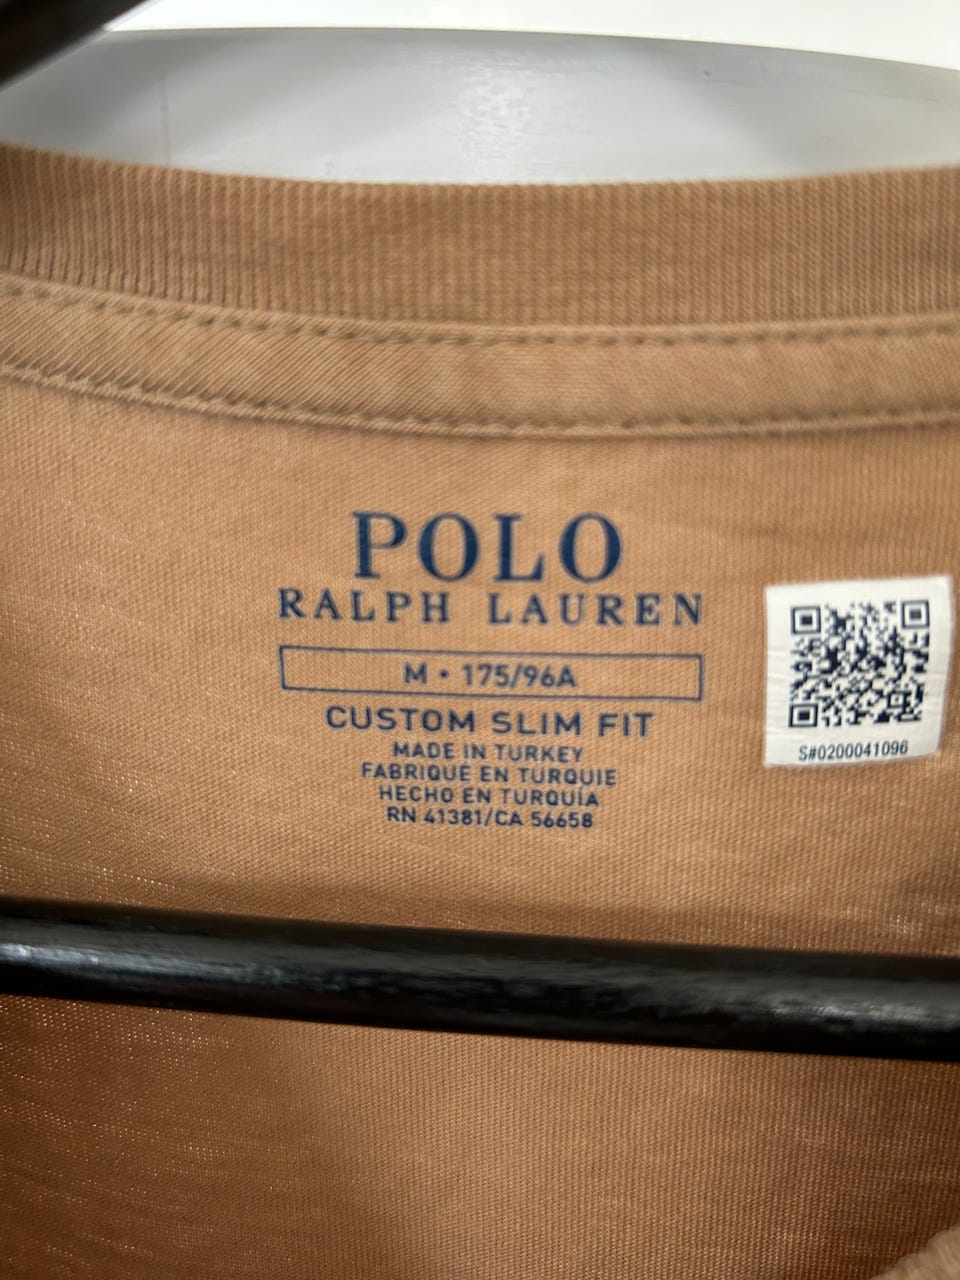 POLO
RALPH LAUREN
M • 175/96A
CUSTOM SLIM FIT
MADE IN TURKEY
FABRIQUÉ EN TURQUIE
HECHO EN TURQUÍA
RN 41381/CA 56658
S#0200041096